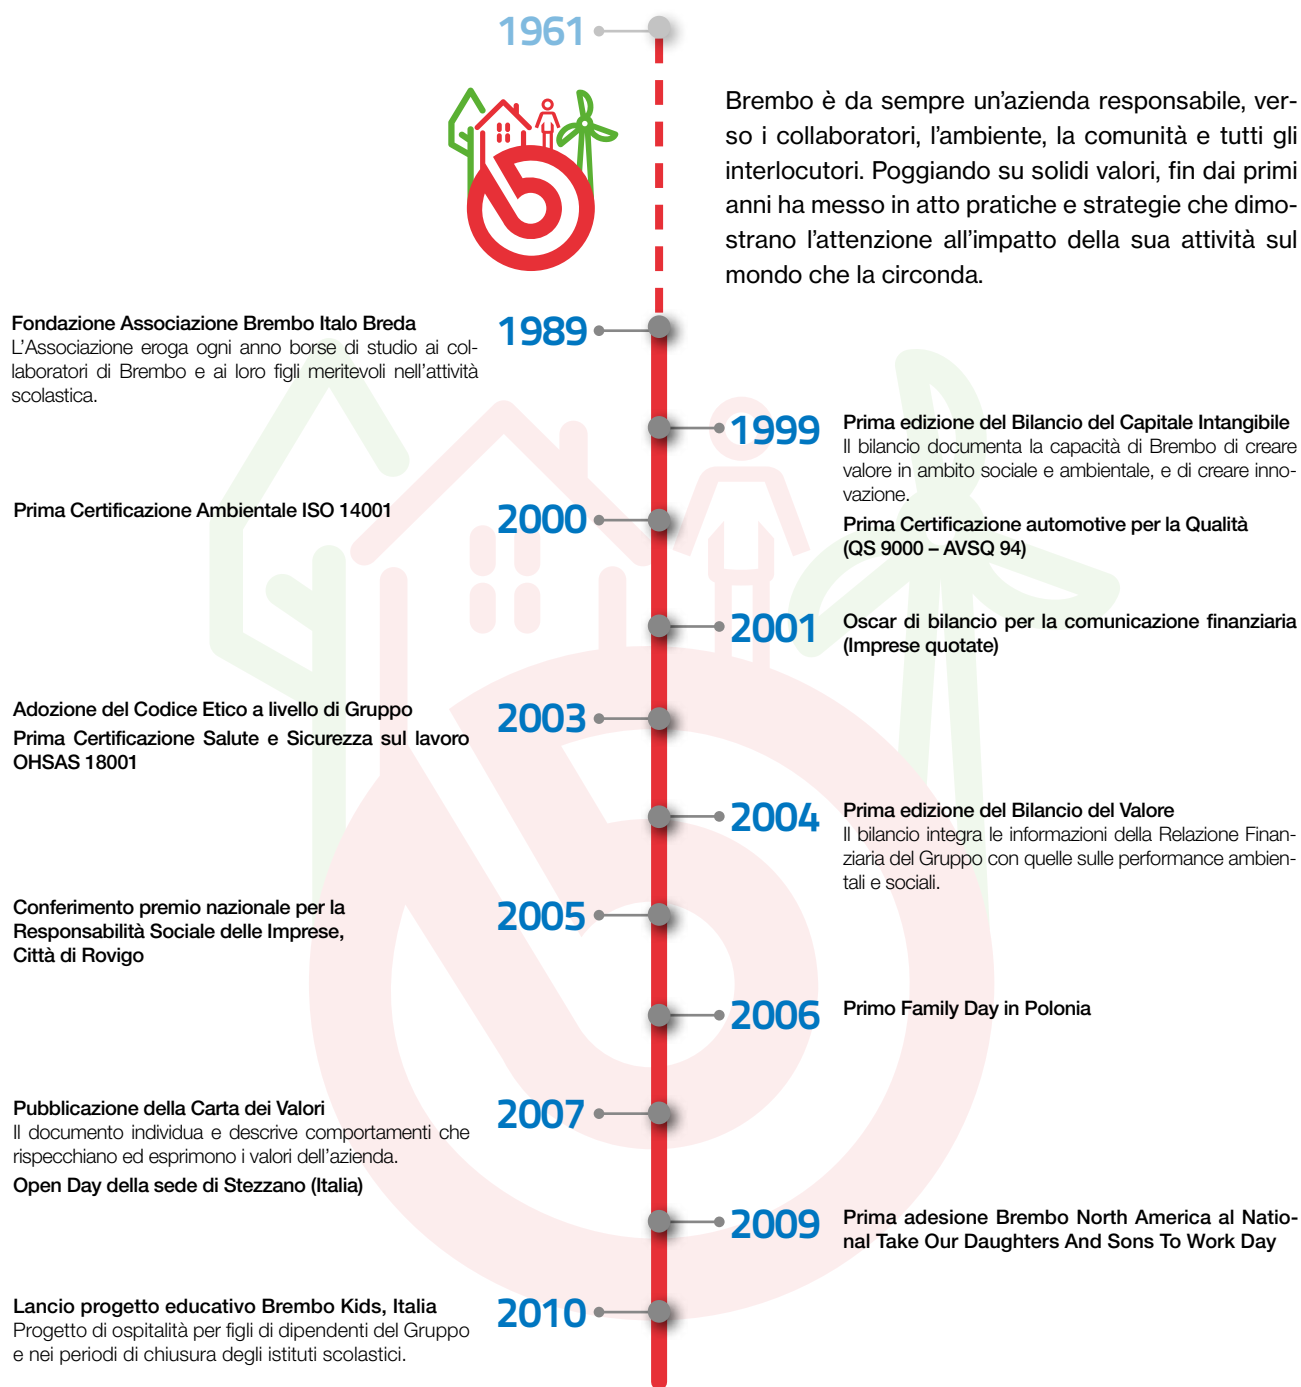 1961
Brembo è da sempre un’azienda responsabile, ver-
so i collaboratori, l’ambiente, la comunità e tutti gli
interlocutori. Poggiando su solidi valori, fin dai primi
anni ha messo in atto pratiche e strategie che dimo-
strano l’attenzione all’impatto della sua attività sul
mondo che la circonda.
1989
Fondazione Associazione Brembo Italo Breda
L’Associazione eroga ogni anno borse di studio ai col-
laboratori di Brembo e ai loro figli meritevoli nell’attività
scolastica.
1999
Prima edizione del Bilancio del Capitale Intangibile
Il bilancio documenta la capacità di Brembo di creare
valore in ambito sociale e ambientale, e di creare inno-
vazione.
Prima Certificazione automotive per la Qualità
(QS 9000 – AVSQ 94)
Prima Certificazione Ambientale ISO 14001
2000
2001
Oscar di bilancio per la comunicazione finanziaria
(Imprese quotate)
Adozione del Codice Etico a livello di Gruppo
2003
Prima Certificazione Salute e Sicurezza sul lavoro
OHSAS 18001
2004
Prima edizione del Bilancio del Valore
Il bilancio integra le informazioni della Relazione Finan-
ziaria del Gruppo con quelle sulle performance ambien-
tali e sociali.
Conferimento premio nazionale per la
Responsabilità Sociale delle Imprese,
Città di Rovigo
2005
2006
Primo Family Day in Polonia
Pubblicazione della Carta dei Valori
2007
Il documento individua e descrive comportamenti che
rispecchiano ed esprimono i valori dell’azienda.
Open Day della sede di Stezzano (Italia)
2009
Prima adesione Brembo North America al Natio-
nal Take Our Daughters And Sons To Work Day
Lancio progetto educativo Brembo Kids, Italia
2010
Progetto di ospitalità per figli di dipendenti del Gruppo
e nei periodi di chiusura degli istituti scolastici.